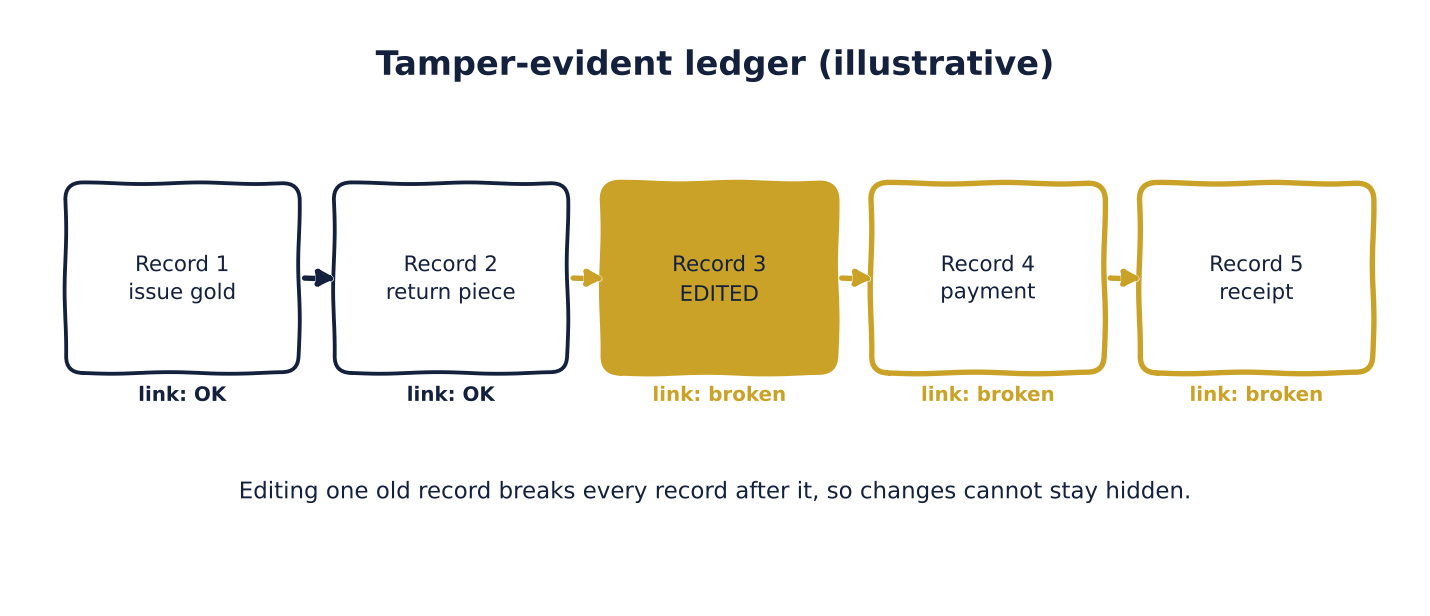 Tamper-evident ledger (illustrative)
Record 1
issue gold
Record 2
return piece
Record 3
EDITED
Record 4
payment
Record 5
receipt
link: OK
link: OK
link: broken
link: broken
link: broken
Editing one old record breaks every record after it, so changes cannot stay hidden.